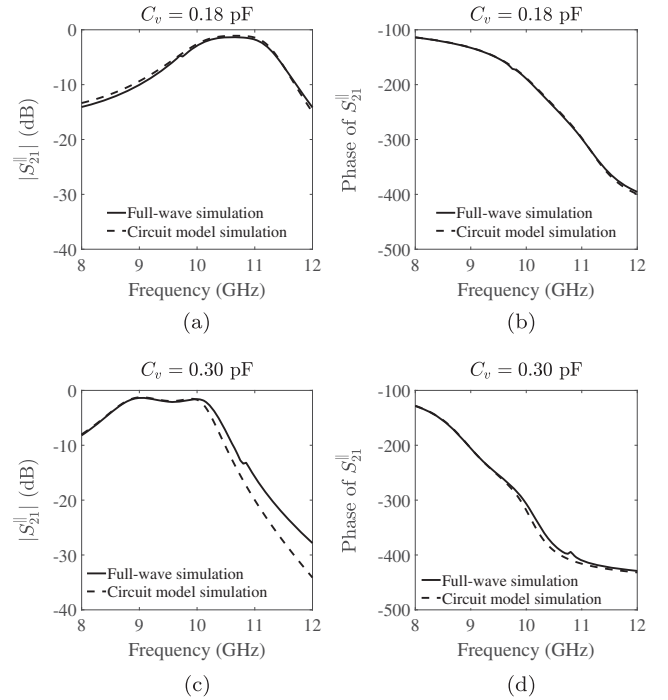 C_v = 0.18 pF
C_v = 0.18 pF
|S_21^∥| (dB)
0
-10
-20
-30
-40
Full-wave simulation
Circuit model simulation
8 9 10 11 12
Frequency (GHz)
(a)
Phase of S_21^∥
-100
-200
-300
-400
-500
Full-wave simulation
Circuit model simulation
8 9 10 11 12
Frequency (GHz)
(b)
C_v = 0.30 pF
C_v = 0.30 pF
|S_21^∥| (dB)
0
-10
-20
-30
-40
Full-wave simulation
Circuit model simulation
8 9 10 11 12
Frequency (GHz)
(c)
Phase of S_21^∥
-100
-200
-300
-400
-500
Full-wave simulation
Circuit model simulation
8 9 10 11 12
Frequency (GHz)
(d)